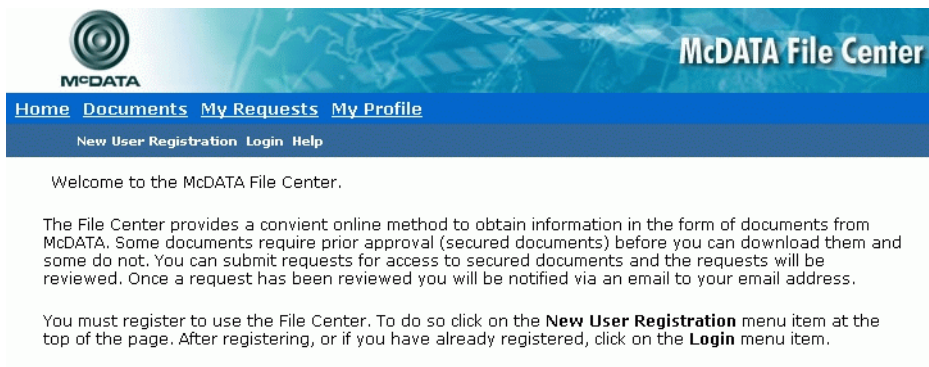 McDATA
McDATA File Center
Home Documents My Requests My Profile
New User Registration Login Help
Welcome to the McDATA File Center.
The File Center provides a convient online method to obtain information in the form of documents from
McDATA. Some documents require prior approval (secured documents) before you can download them and
some do not. You can submit requests for access to secured documents and the requests will be
reviewed. Once a request has been reviewed you will be notified via an email to your email address.
You must register to use the File Center. To do so click on the New User Registration menu item at the
top of the page. After registering, or if you have already registered, click on the Login menu item.